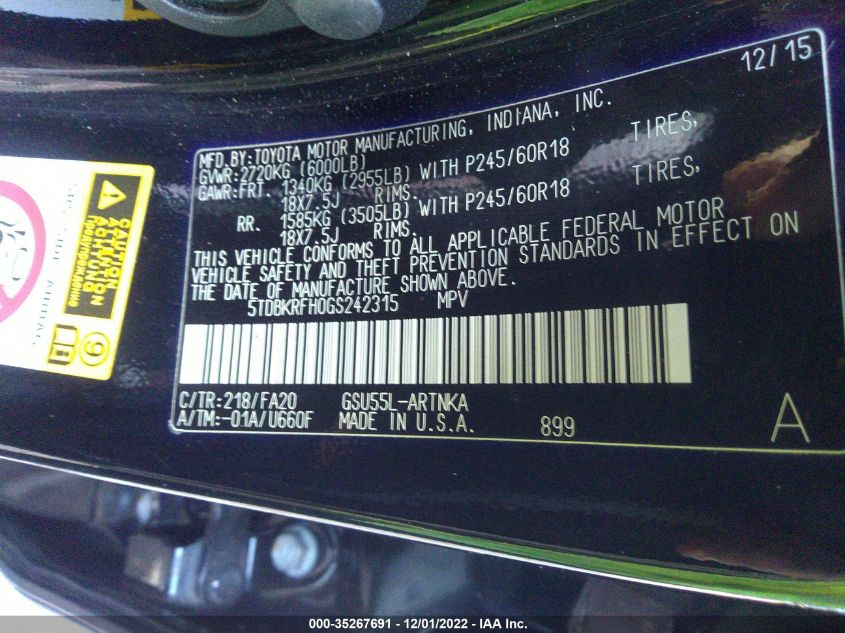 12/15
MFD.BY:TOYOTA MOTOR MANUFACTURING, INDIANA, INC.
GVWR:2720KG (6000LB)
GAWR:FRT. 1340KG (2955LB) WITH P245/60R18 TIRES,
18X7.5J RIMS.
RR. 1585KG (3505LB) WITH P245/60R18 TIRES,
18X7.5J RIMS.
THIS VEHICLE CONFORMS TO ALL APPLICABLE FEDERAL MOTOR
VEHICLE SAFETY AND THEFT PREVENTION STANDARDS IN EFFECT ON
THE DATE OF MANUFACTURE SHOWN ABOVE.
5TDBKRFH0GS242315 MPV
C/TR:218/FA20 GSU55L-ARTNKA
A/TM:-01A/U660F MADE IN U.S.A. 899 A
CAUTION
ACHTUNG
000-35267691 - 12/01/2022 - IAA Inc.